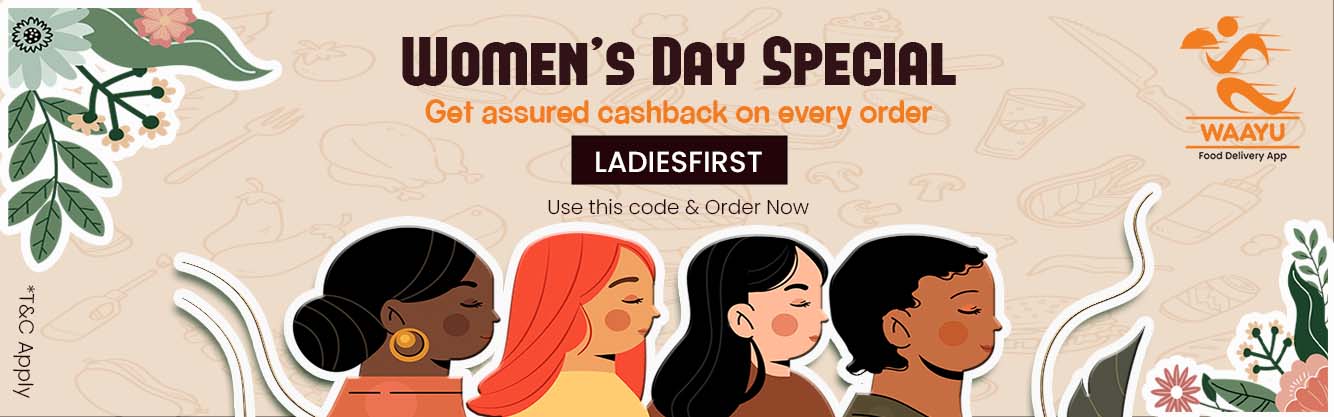 Women's Day Special
Get assured cashback on every order
LADIESFIRST
Use this code & Order Now
WAAYU
Food Delivery App
*T&C Apply